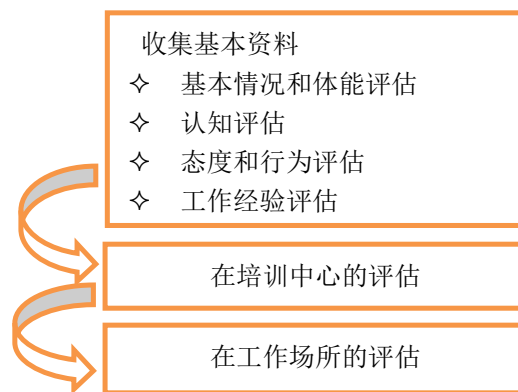 收集基本资料
✧ 基本情况和体能评估
✧ 认知评估
✧ 态度和行为评估
✧ 工作经验评估
在培训中心的评估
在工作场所的评估